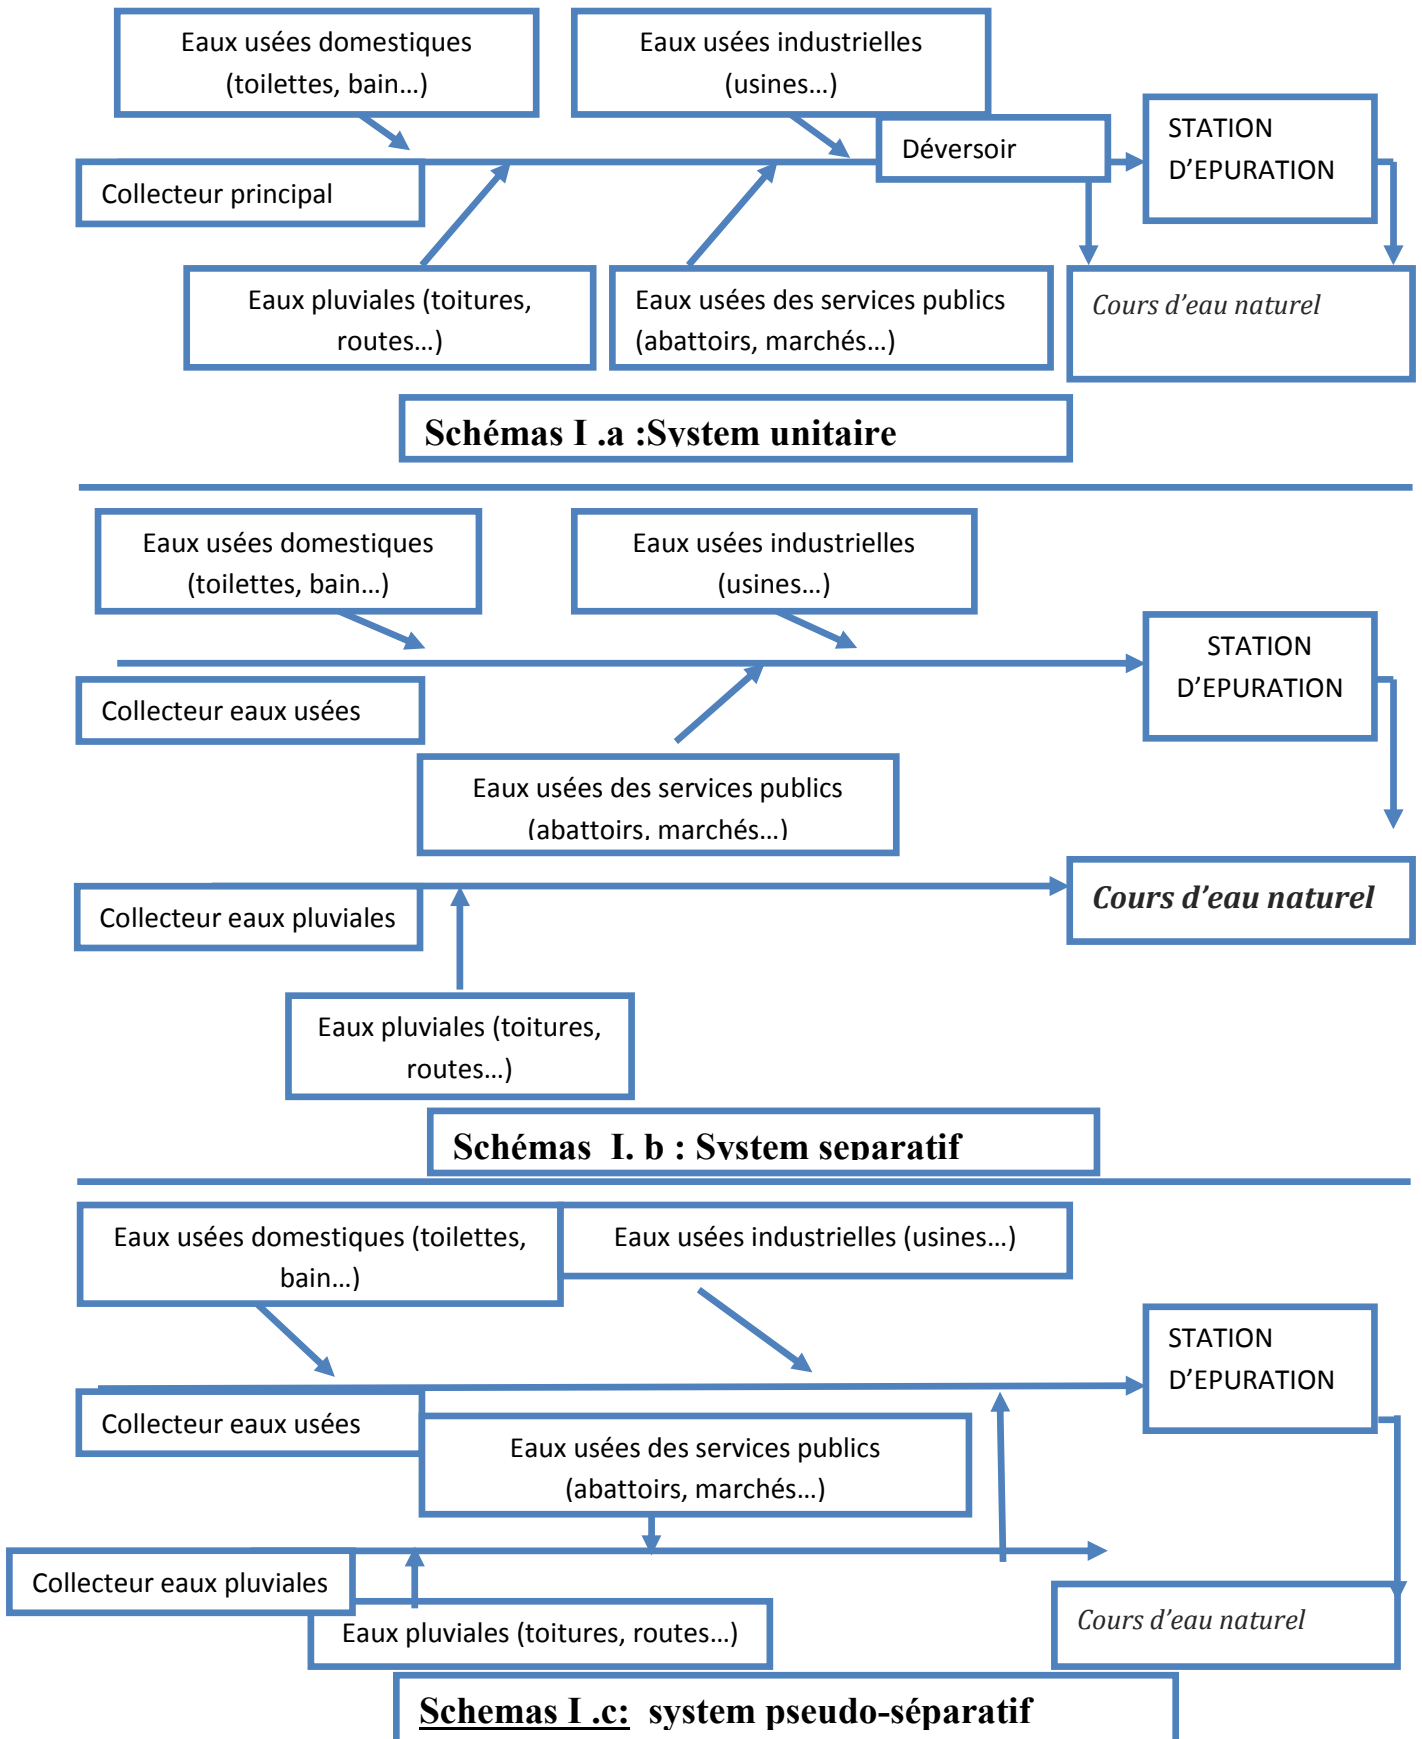 Eaux usées domestiques
(toilettes, bain…)
Eaux usées industrielles
(usines…)
Déversoir
STATION
D’EPURATION
Collecteur principal
Eaux pluviales (toitures,
routes…)
Eaux usées des services publics
(abattoirs, marchés…)
Cours d’eau naturel
Schémas I .a :System unitaire
Eaux usées domestiques
(toilettes, bain…)
Eaux usées industrielles
(usines…)
STATION
D’EPURATION
Collecteur eaux usées
Eaux usées des services publics
(abattoirs, marchés…)
Collecteur eaux pluviales
Cours d’eau naturel
Eaux pluviales (toitures,
routes…)
Schémas I. b : System separatif
Eaux usées domestiques (toilettes,
bain…)
Eaux usées industrielles (usines…)
STATION
D’EPURATION
Collecteur eaux usées
Eaux usées des services publics
(abattoirs, marchés…)
Collecteur eaux pluviales
Eaux pluviales (toitures, routes…)
Cours d’eau naturel
Schemas I .c: system pseudo-séparatif